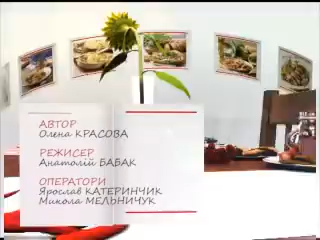 АВТОР
Олена КРАСОВА
РЕЖИСЕР
Анатолій БАБАК
ОПЕРАТОРИ
Ярослав КАТЕРИНЧИК
Микола МЕЛЬНИЧУК